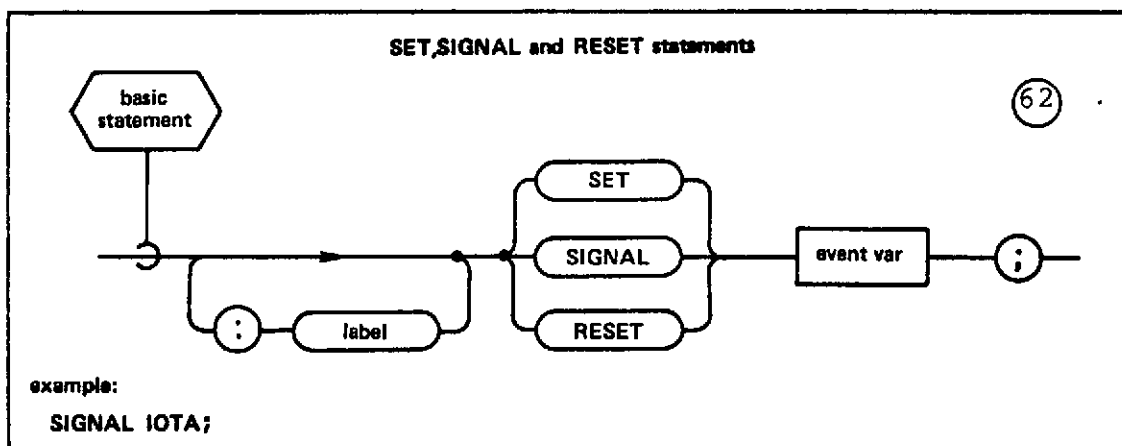 SET,SIGNAL and RESET statements
basic
statement
62
SET
SIGNAL
event var
;
:
label
RESET
example:
SIGNAL IOTA;